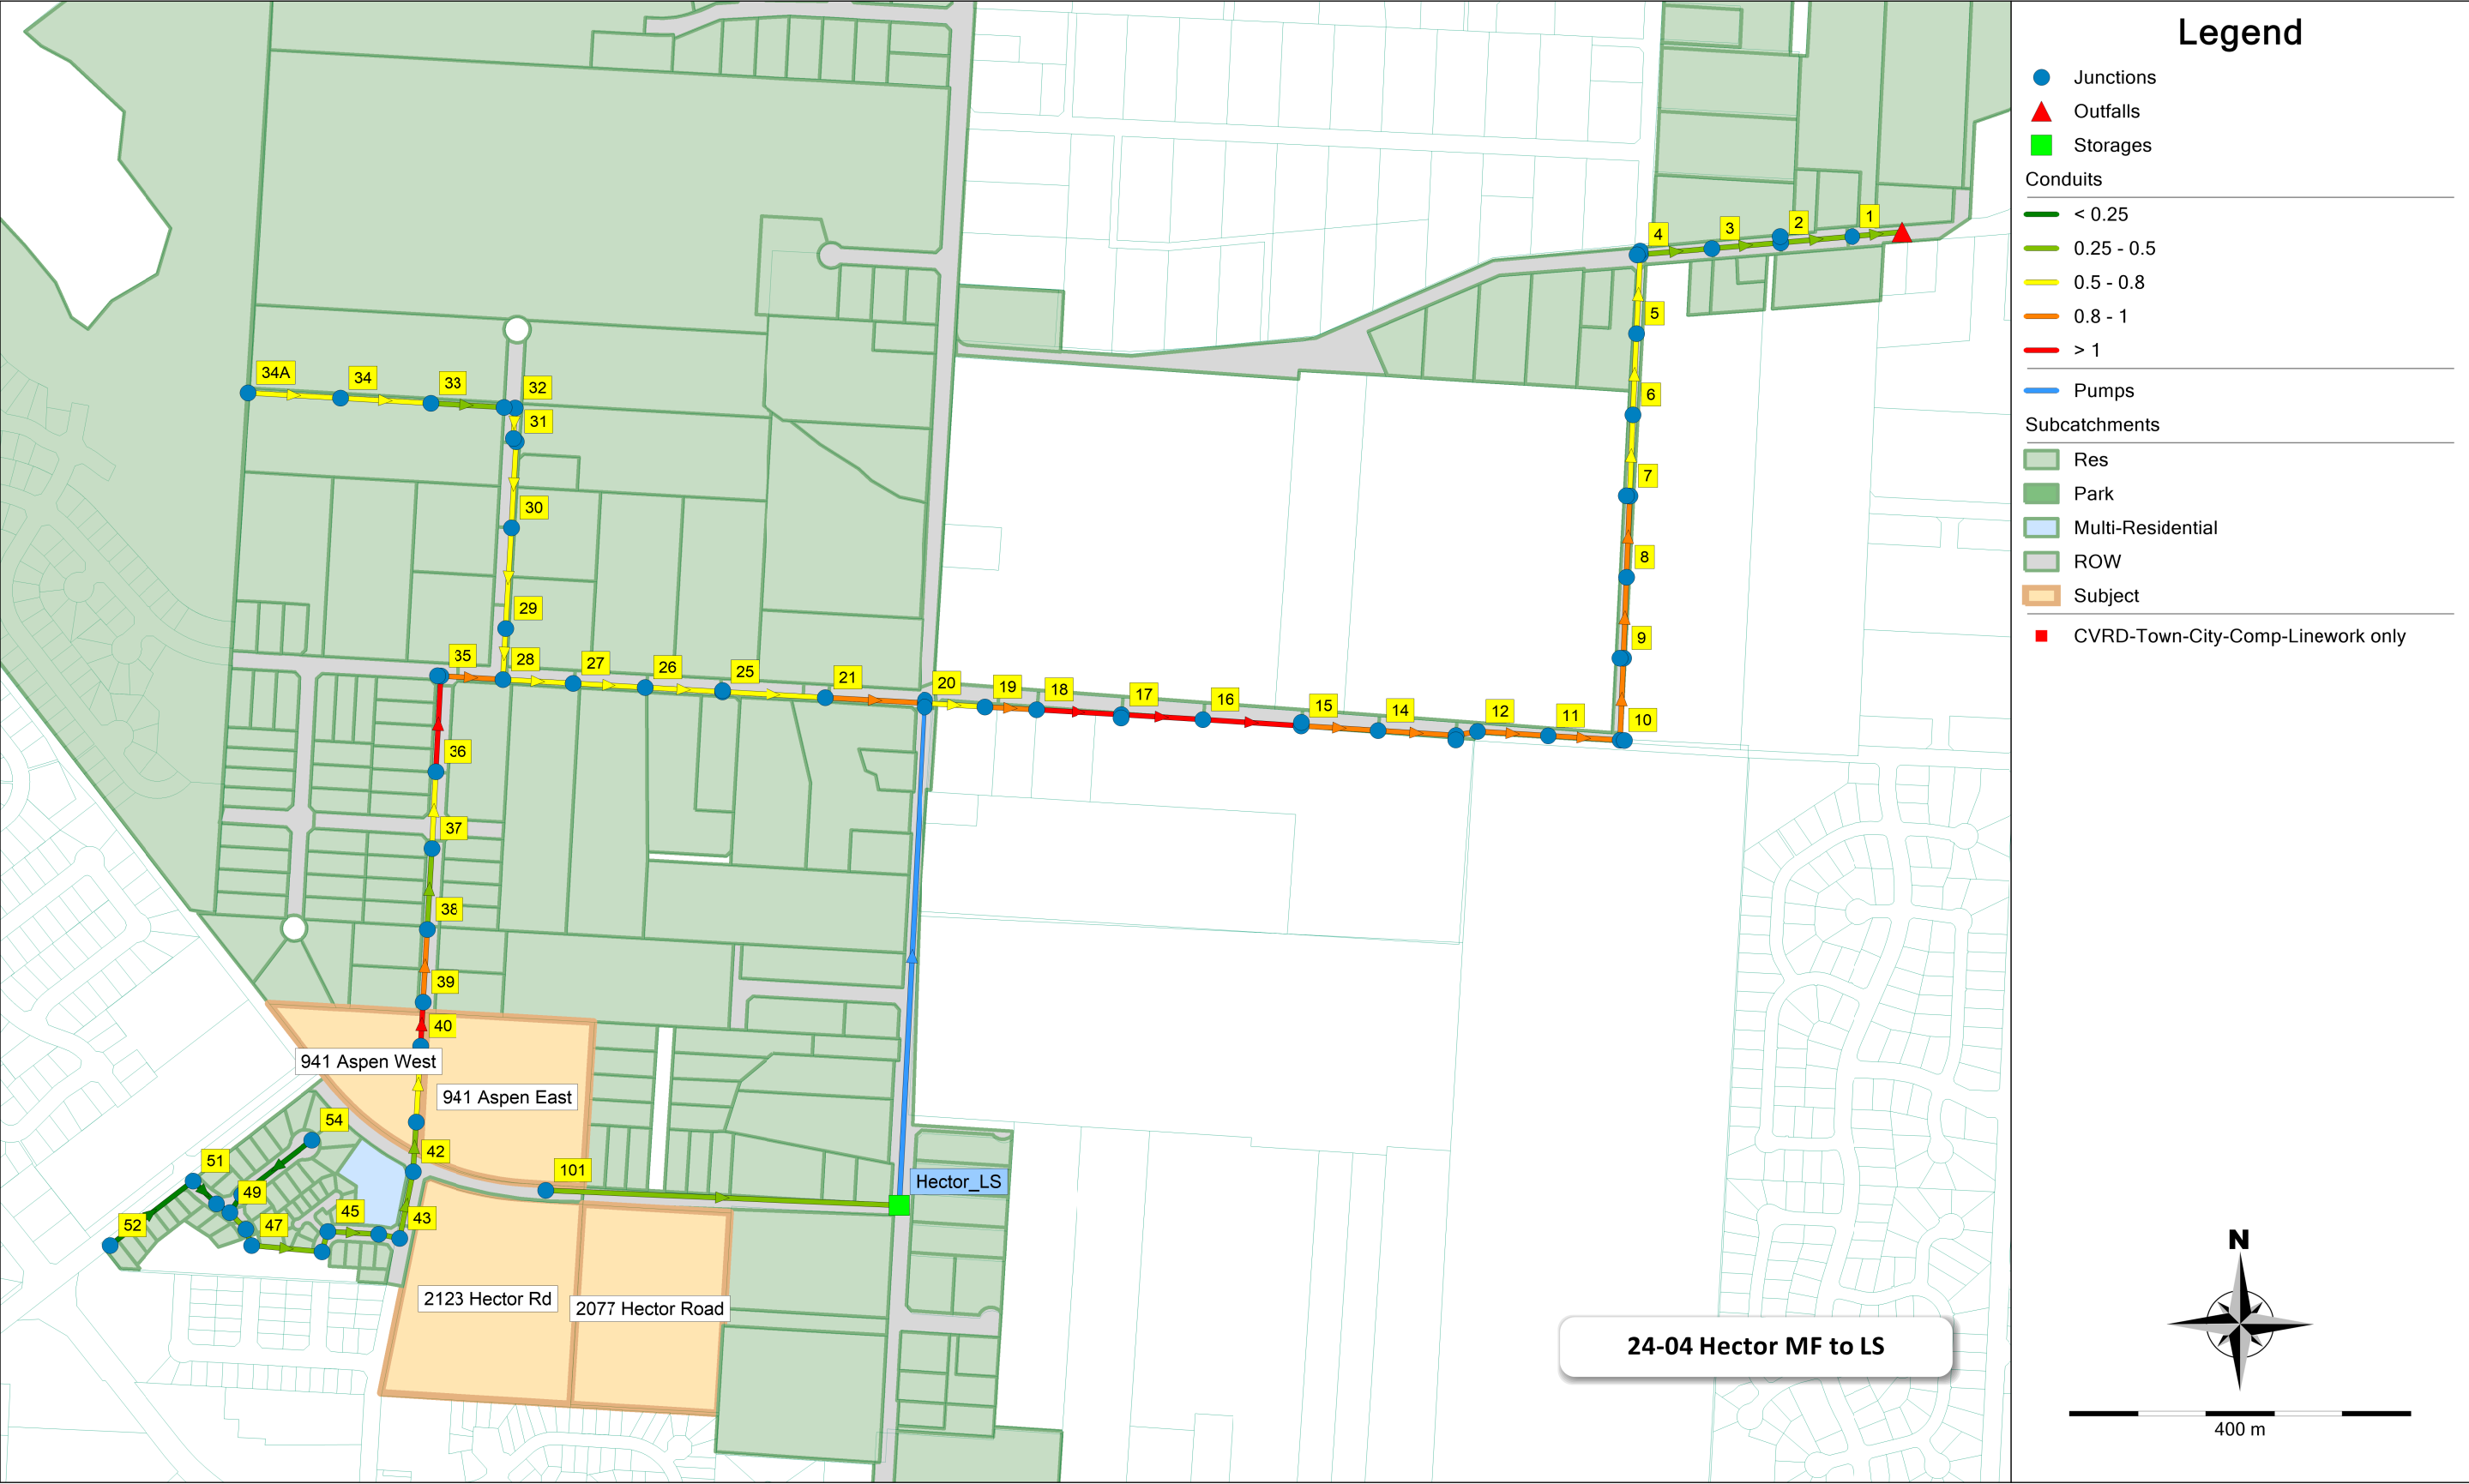 Legend
Junctions
Outfalls
Storages
Conduits
< 0.25
0.25 - 0.5
0.5 - 0.8
0.8 - 1
> 1
Pumps
Subcatchments
Res
Park
Multi-Residential
ROW
Subject
CVRD-Town-City-Comp-Linework only
1
2
3
4
5
6
7
8
9
10
34A
34
33
32
31
30
29
35
28
27
26
25
21
20
19
18
17
16
15
14
12
11
36
37
38
39
40
941 Aspen West
941 Aspen East
54
42
51
101
Hector_LS
49
52
47
45
43
2123 Hector Rd
2077 Hector Road
24-04 Hector MF to LS
N
400 m